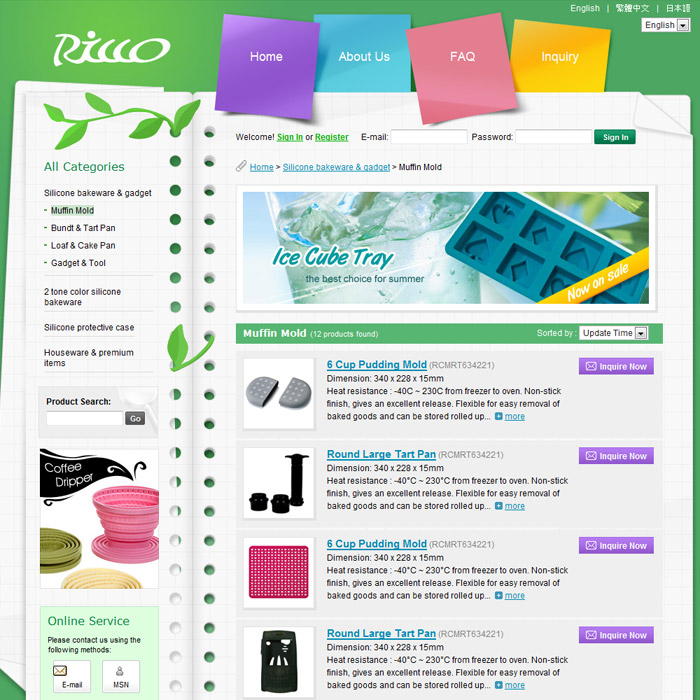 English | 繁體中文 | 日本語
English
Ricco
Home
About Us
FAQ
Inquiry
Welcome! Sign In or Register E-mail: Password: Sign In
Home > Silicone bakeware & gadget > Muffin Mold
All Categories
Silicone bakeware & gadget
- Muffin Mold
- Bundt & Tart Pan
- Loaf & Cake Pan
- Gadget & Tool
2 tone color silicone
bakeware
Silicone protective case
Houseware & premium
items
Product Search:
Go
Coffee
Dripper
Online Service
Please contact us using the
following methods:
E-mail
MSN
Ice Cube Tray
the best choice for summer
Now on sale
Muffin Mold (12 products found) Sorted by : Update Time
6 Cup Pudding Mold (RCMRT634221) Inquire Now
Dimension: 340 x 228 x 15mm
Heat resistance : -40C ~ 230C from freezer to oven. Non-stick
finish, gives an excellent release. Flexible for easy removal of
baked goods and can be stored rolled up... more
Round Large Tart Pan (RCMRT634221) Inquire Now
Dimension: 340 x 228 x 15mm
Heat resistance : -40°C ~ 230°C from freezer to oven. Non-stick
finish, gives an excellent release. Flexible for easy removal of
baked goods and can be stored rolled up... more
6 Cup Pudding Mold (RCMRT634221) Inquire Now
Dimension: 340 x 228 x 15mm
Heat resistance : -40°C ~ 230°C from freezer to oven. Non-stick
finish, gives an excellent release. Flexible for easy removal of
baked goods and can be stored rolled up... more
Round Large Tart Pan (RCMRT634221) Inquire Now
Dimension: 340 x 228 x 15mm
Heat resistance : -40°C ~ 230°C from freezer to oven. Non-stick
finish, gives an excellent release. Flexible for easy removal of
baked goods and can be stored rolled up... more